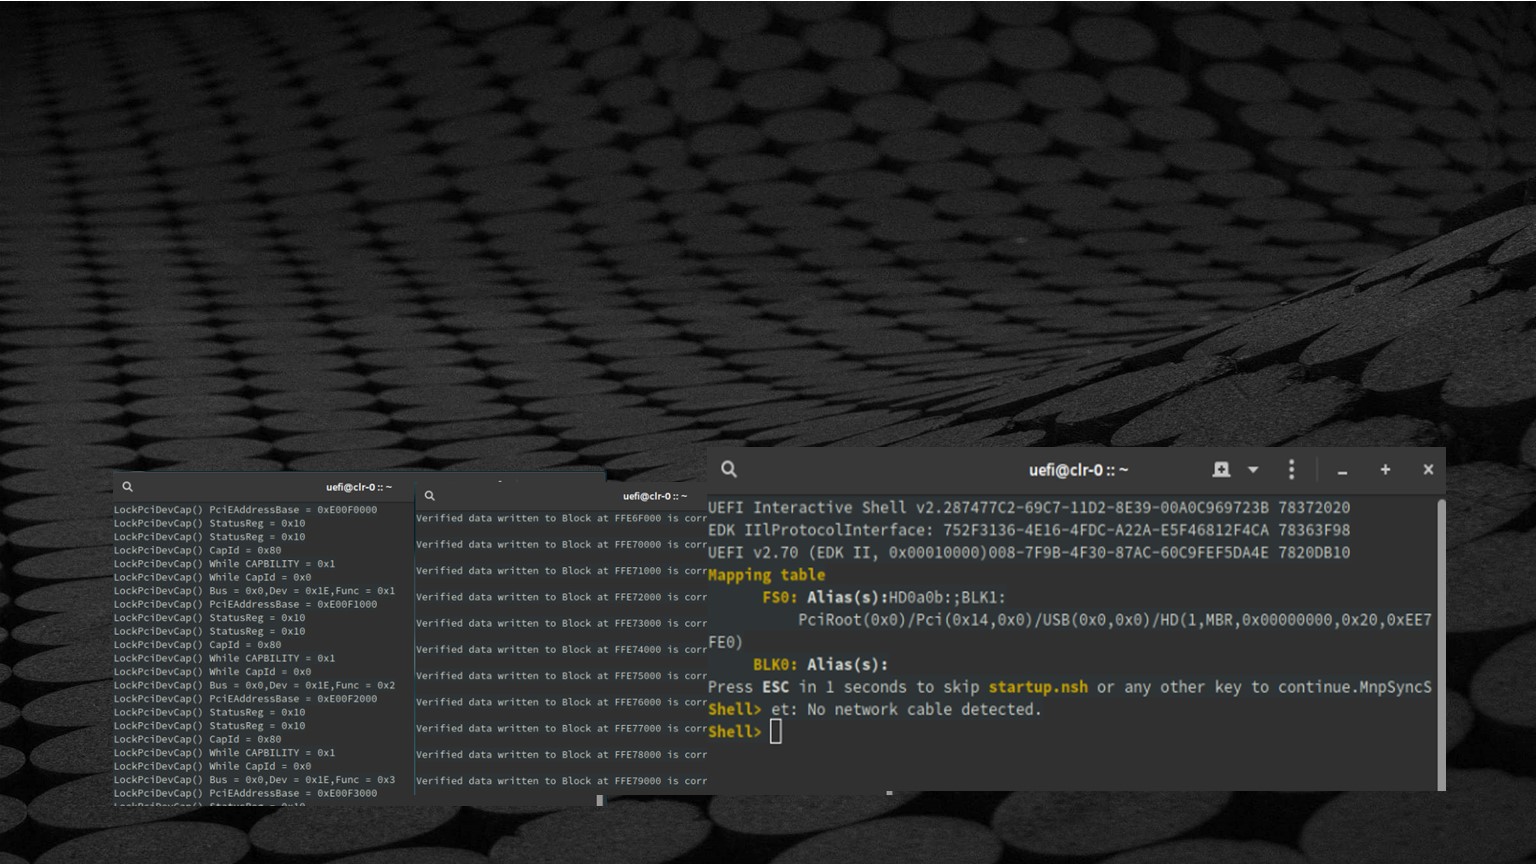 uefi@clr-0 :: ~
LockPciDevCap() PciEAddressBase = 0xE00F0000
LockPciDevCap() StatusReg = 0x10
LockPciDevCap() StatusReg = 0x10
LockPciDevCap() CapId = 0x80
LockPciDevCap() While CAPBILITY = 0x1
LockPciDevCap() While CapId = 0x0
LockPciDevCap() Bus = 0x0,Dev = 0x1E,Func = 0x1
LockPciDevCap() PciEAddressBase = 0xE00F1000
LockPciDevCap() StatusReg = 0x10
LockPciDevCap() StatusReg = 0x10
LockPciDevCap() CapId = 0x80
LockPciDevCap() While CAPBILITY = 0x1
LockPciDevCap() While CapId = 0x0
LockPciDevCap() Bus = 0x0,Dev = 0x1E,Func = 0x2
LockPciDevCap() PciEAddressBase = 0xE00F2000
LockPciDevCap() StatusReg = 0x10
LockPciDevCap() StatusReg = 0x10
LockPciDevCap() CapId = 0x80
LockPciDevCap() While CAPBILITY = 0x1
LockPciDevCap() While CapId = 0x0
LockPciDevCap() Bus = 0x0,Dev = 0x1E,Func = 0x3
LockPciDevCap() PciEAddressBase = 0xE00F3000
uefi@clr-0 :: ~
Verified data written to Block at FFE6F000 is corr
Verified data written to Block at FFE70000 is corr
Verified data written to Block at FFE71000 is corr
Verified data written to Block at FFE72000 is corr
Verified data written to Block at FFE73000 is corr
Verified data written to Block at FFE74000 is corr
Verified data written to Block at FFE75000 is corr
Verified data written to Block at FFE76000 is corr
Verified data written to Block at FFE77000 is corr
Verified data written to Block at FFE78000 is corr
Verified data written to Block at FFE79000 is corr
uefi@clr-0 :: ~
UEFI Interactive Shell v2.287477C2-69C7-11D2-8E39-00A0C969723B 78372020
EDK IIlProtocolInterface: 752F3136-4E16-4FDC-A22A-E5F46812F4CA 78363F98
UEFI v2.70 (EDK II, 0x00010000)008-7F9B-4F30-87AC-60C9FEF5DA4E 7820DB10
Mapping table
FS0: Alias(s):HD0a0b:;BLK1:
PciRoot(0x0)/Pci(0x14,0x0)/USB(0x0,0x0)/HD(1,MBR,0x00000000,0x20,0xEE7
FE0)
BLK0: Alias(s):
Press ESC in 1 seconds to skip startup.nsh or any other key to continue.MnpSyncS
Shell> et: No network cable detected.
Shell>